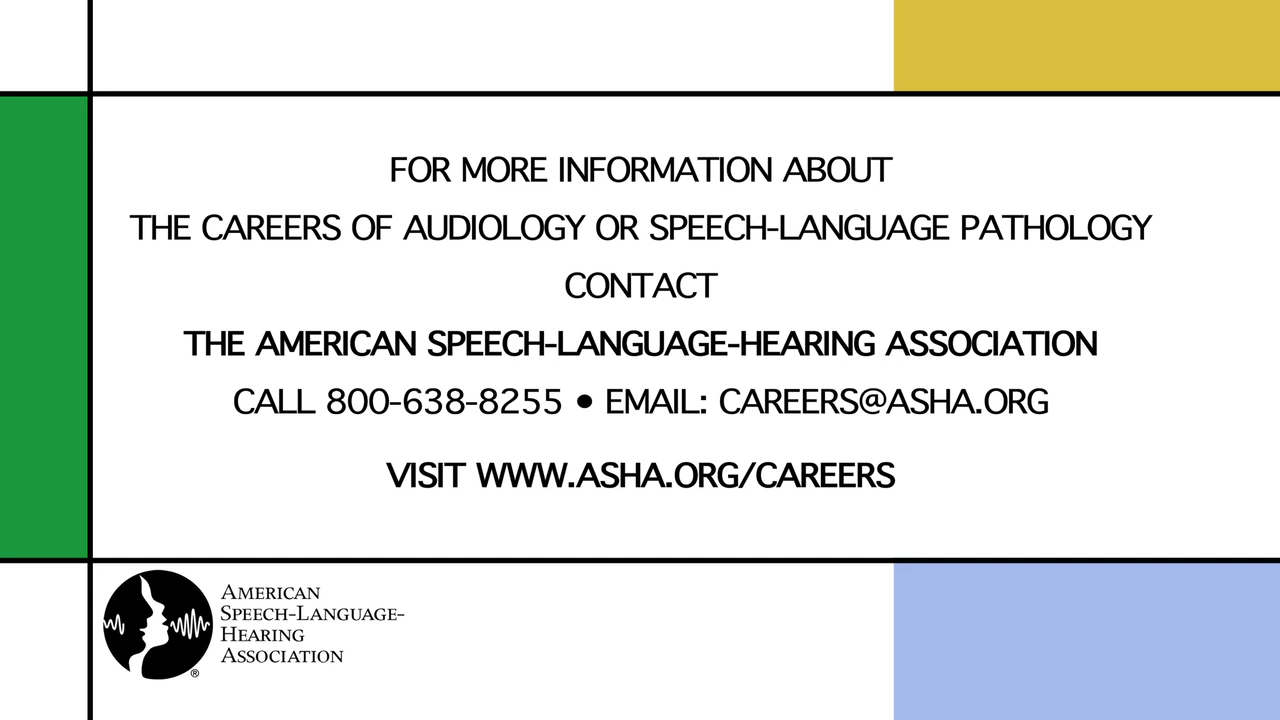 FOR MORE INFORMATION ABOUT
THE CAREERS OF AUDIOLOGY OR SPEECH-LANGUAGE PATHOLOGY
CONTACT
THE AMERICAN SPEECH-LANGUAGE-HEARING ASSOCIATION
CALL 800-638-8255 • EMAIL: CAREERS@ASHA.ORG
VISIT WWW.ASHA.ORG/CAREERS
AMERICAN
SPEECH-LANGUAGE-
HEARING
ASSOCIATION
®